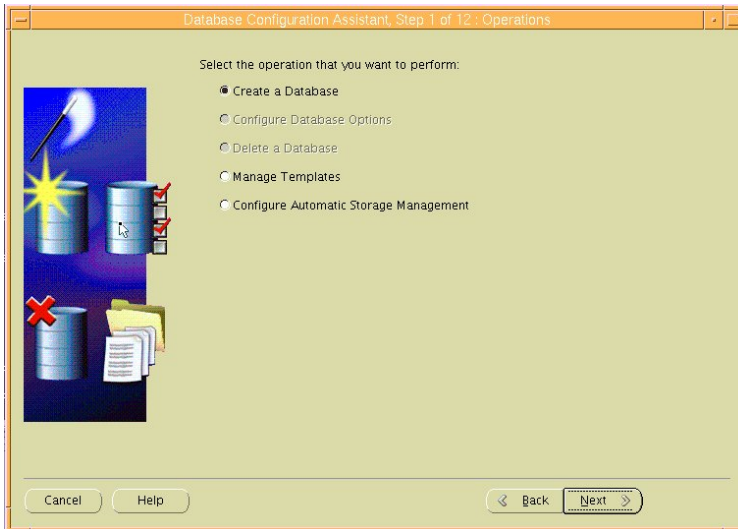 Database Configuration Assistant, Step 1 of 12 : Operations
Select the operation that you want to perform:
Create a Database
Configure Database Options
Delete a Database
Manage Templates
Configure Automatic Storage Management
Cancel
Help
Back
Next